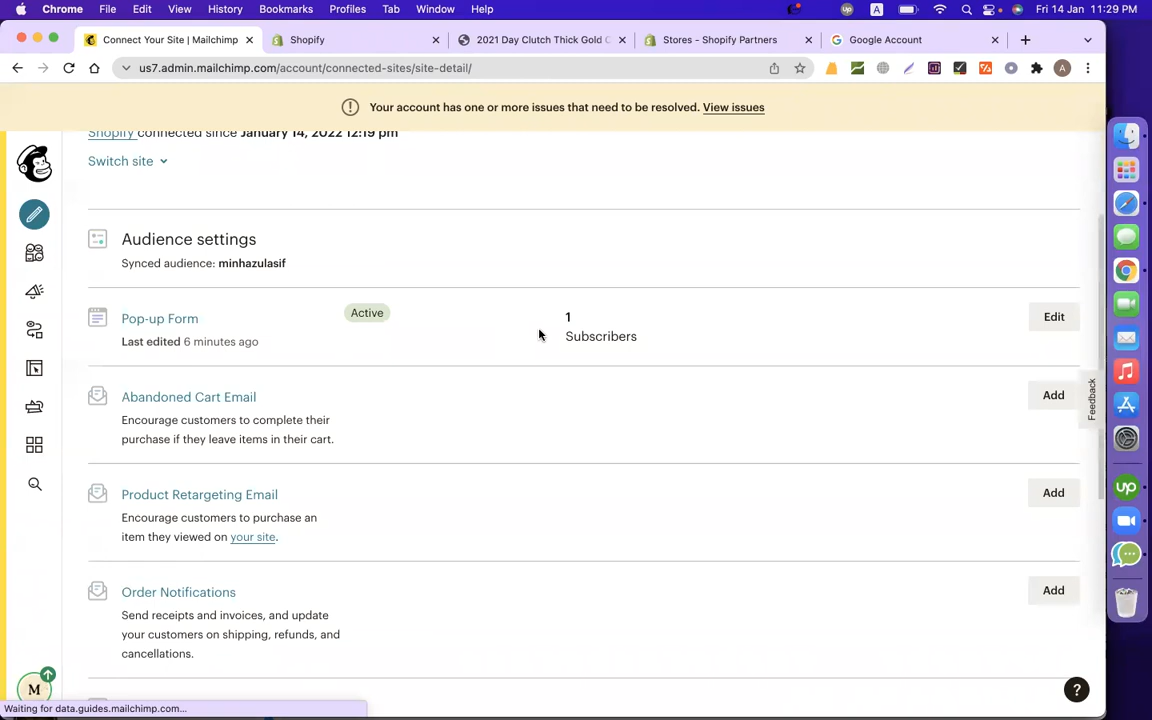 Chrome File Edit View History Bookmarks Profiles Tab Window Help A Fri 14 Jan 11:29 PM
Connect Your Site | Mailchimp Shopify 2021 Day Clutch Thick Gold C Stores - Shopify Partners Google Account
us7.admin.mailchimp.com/account/connected-sites/site-detail/ A
Your account has one or more issues that need to be resolved. View issues
Shopify connected since January 14, 2022 12:19 pm
Switch site
Audience settings
Synced audience: minhazulasif
Pop-up Form Active 1 Edit
Last edited 6 minutes ago Subscribers
Abandoned Cart Email Add
Feedback
Encourage customers to complete their
purchase if they leave items in their cart.
Product Retargeting Email Add
up
Encourage customers to purchase an
item they viewed on your site.
Order Notifications Add
Send receipts and invoices, and update
your customers on shipping, refunds, and
cancellations.
M ?
Waiting for data.guides.mailchimp.com...